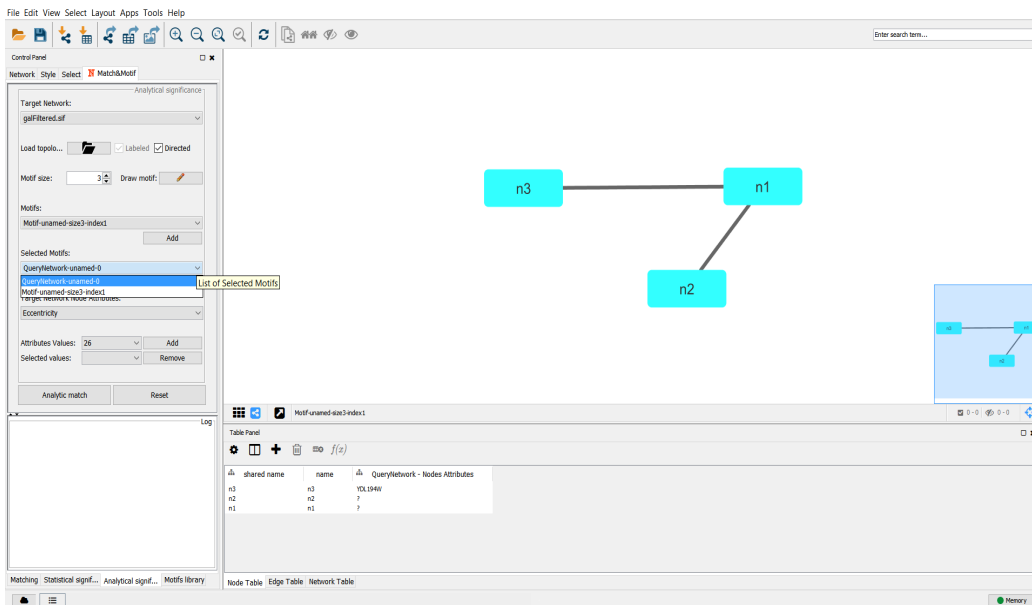 File Edit View Select Layout Apps Tools Help
Enter search term...
Control Panel
Network Style Select Match&Motif
Analytical significance
Target Network:
galFiltered.sif
Load topolo... Labeled Directed
Motif size: 3 Draw motif:
Motifs:
Motif-unamed-size3-index1
Add
Selected Motifs:
QueryNetwork-unamed-0
QueryNetwork-unamed-0
List of Selected Motifs
Motif-unamed-size3-index1
Target Network Node Attributes:
Eccentricity
Attributes Values: 26 Add
Selected values: Remove
Analytic match Reset
Log
Matching Statistical signif... Analytical signif... Motifs library
n3
n1
n2
n3
n1
n2
Motif-unamed-size3-index1
0 - 0 0 - 0
Table Panel
f(x)
shared name name QueryNetwork - Nodes Attributes
n3 n3 YDL194W
n2 n2 ?
n1 n1 ?
Node Table Edge Table Network Table
Memory